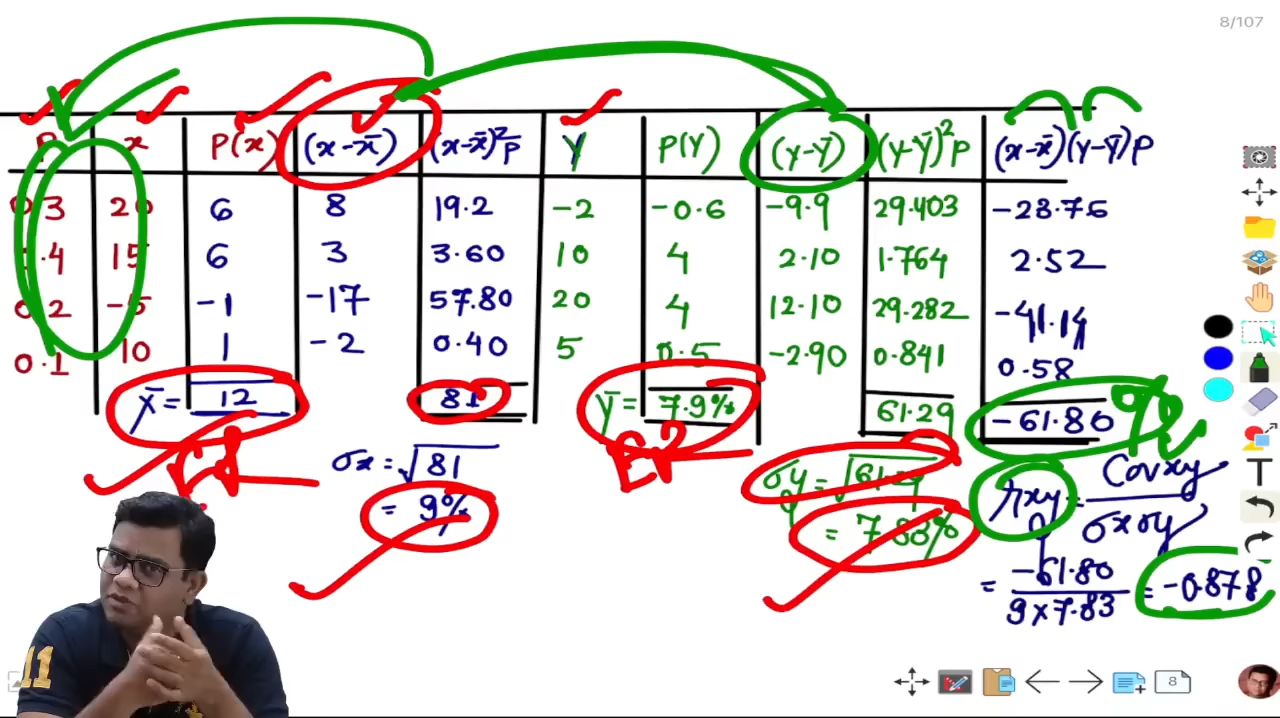 8/107
P x P(x) (x-x̄) (x-x̄)²P Y P(Y) (y-ȳ) (y-ȳ)²P (x-x̄)(y-ȳ)P
0.3 20 6 8 19.2 -2 -0.6 -9.9 29.403 -23.76
.4 15 6 3 3.60 10 4 2.10 1.764 2.52
0.2 -5 -1 -17 57.80 20 4 12.10 29.282 -41.14
0.1 10 1 -2 0.40 5 0.5 -2.90 0.841 0.58
x̄ = 12 81 ȳ = 7.9% 61.29 -61.80
σx = √81
= 9%
σy = √61.29
= 7.83%
rxy = Covxy / σxσy
= -61.80 / 9×7.83 = -0.878
11
8